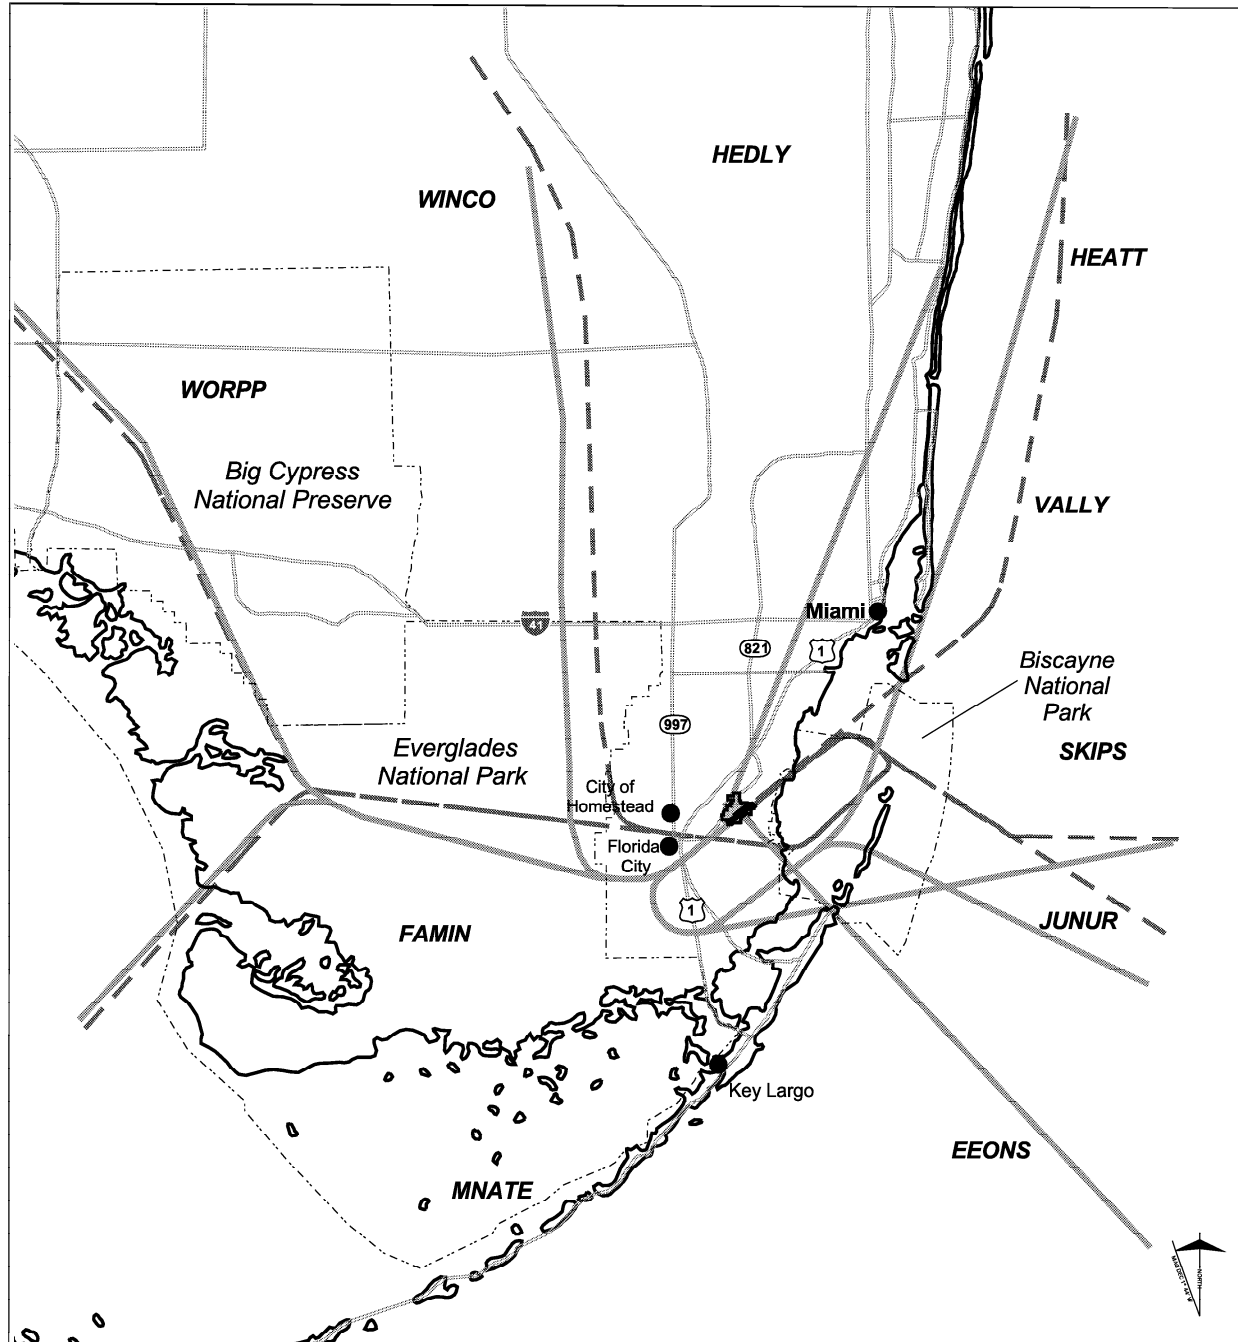 HEDLY
WINCO
HEATT
WORPP
Big Cypress
National Preserve
VALLY
41
Miami
821
1
Biscayne
National
Park
997
SKIPS
Everglades
National Park
City of
Homestead
Florida
City
1
JUNUR
FAMIN
Key Largo
EEONS
MNATE
NORTH